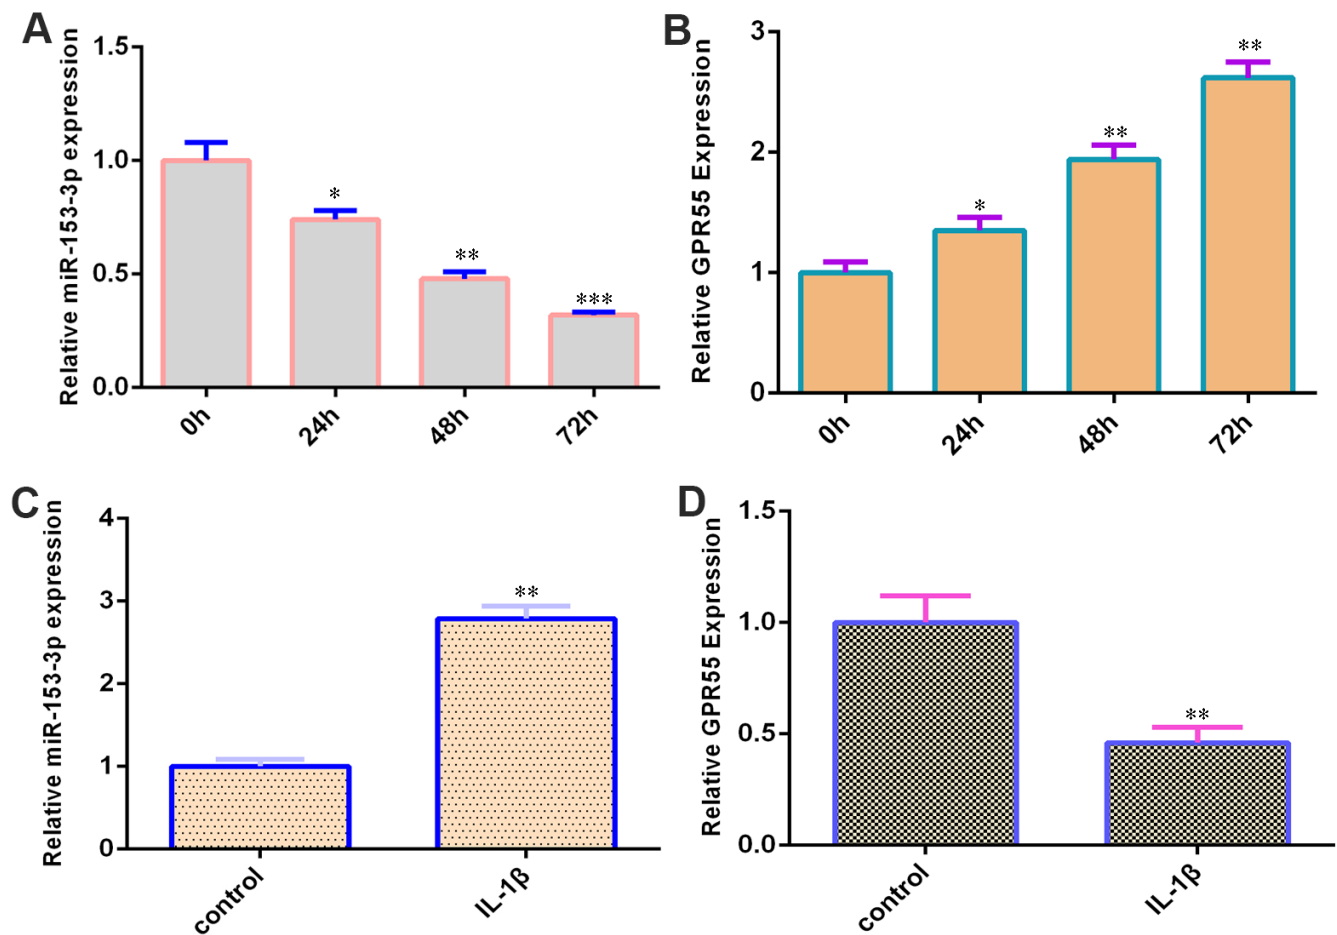 A
Relative miR-153-3p expression
1.5
1.0
0.5
0.0
*
**
***
0h
24h
48h
72h
B
Relative GPR55 Expression
3
2
1
0
*
**
**
0h
24h
48h
72h
C
Relative miR-153-3p expression
4
3
2
1
0
**
control
IL-1β
D
Relative GPR55 Expression
1.5
1.0
0.5
0.0
**
control
IL-1β